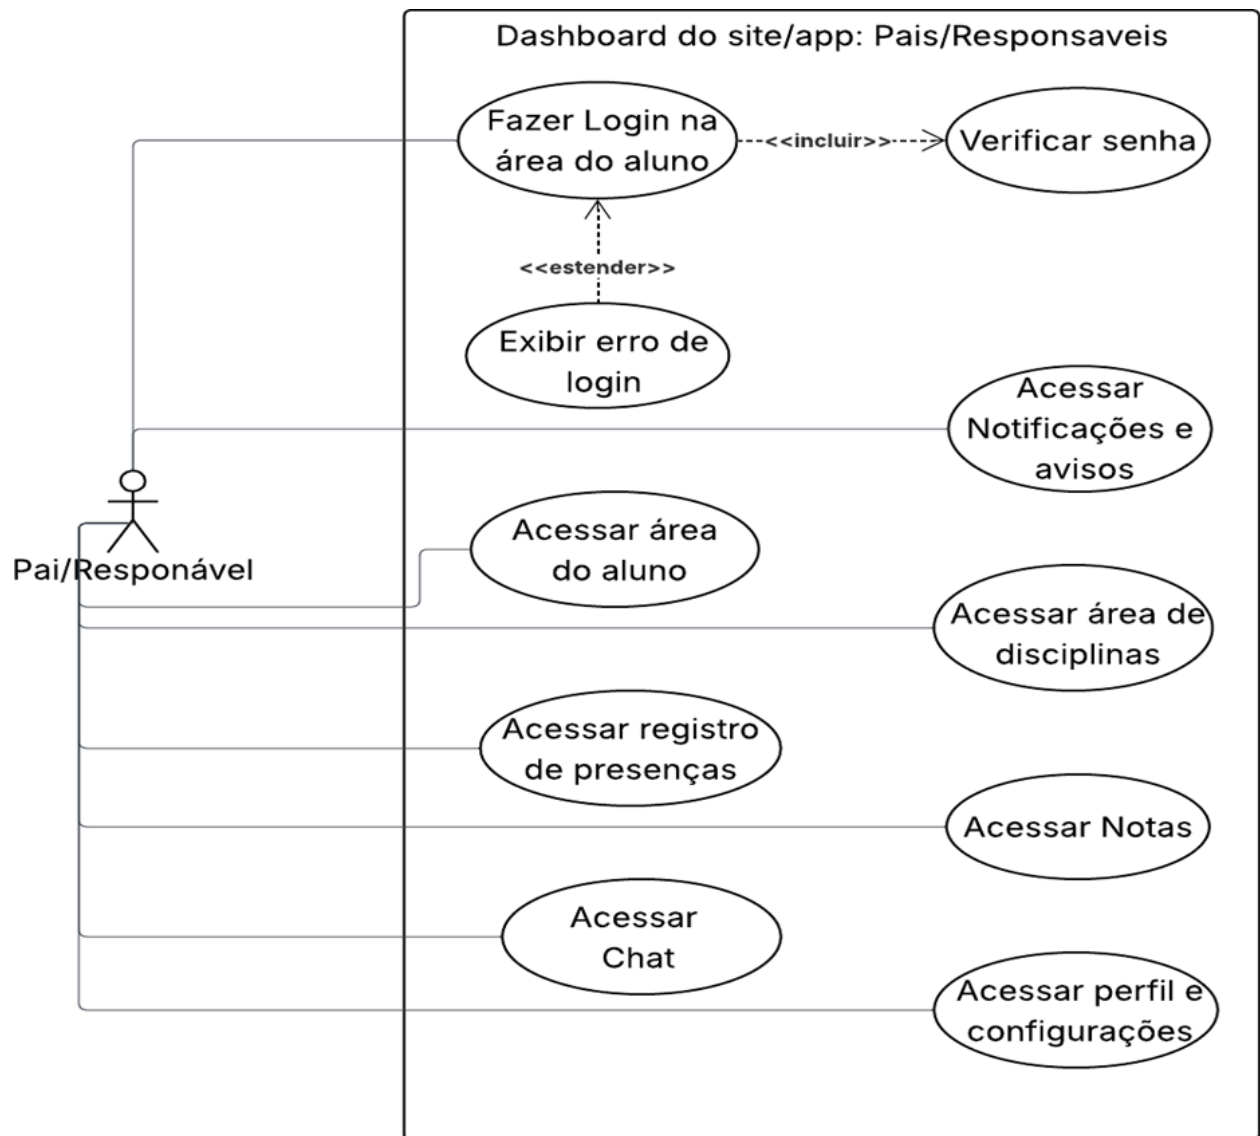 Dashboard do site/app: Pais/Responsaveis
Fazer Login na
área do aluno
<<incluir>>
Verificar senha
<<estender>>
Exibir erro de
login
Acessar
Notificações e
avisos
Pai/Responável
Acessar área
do aluno
Acessar área de
disciplinas
Acessar registro
de presenças
Acessar Notas
Acessar
Chat
Acessar perfil e
configurações